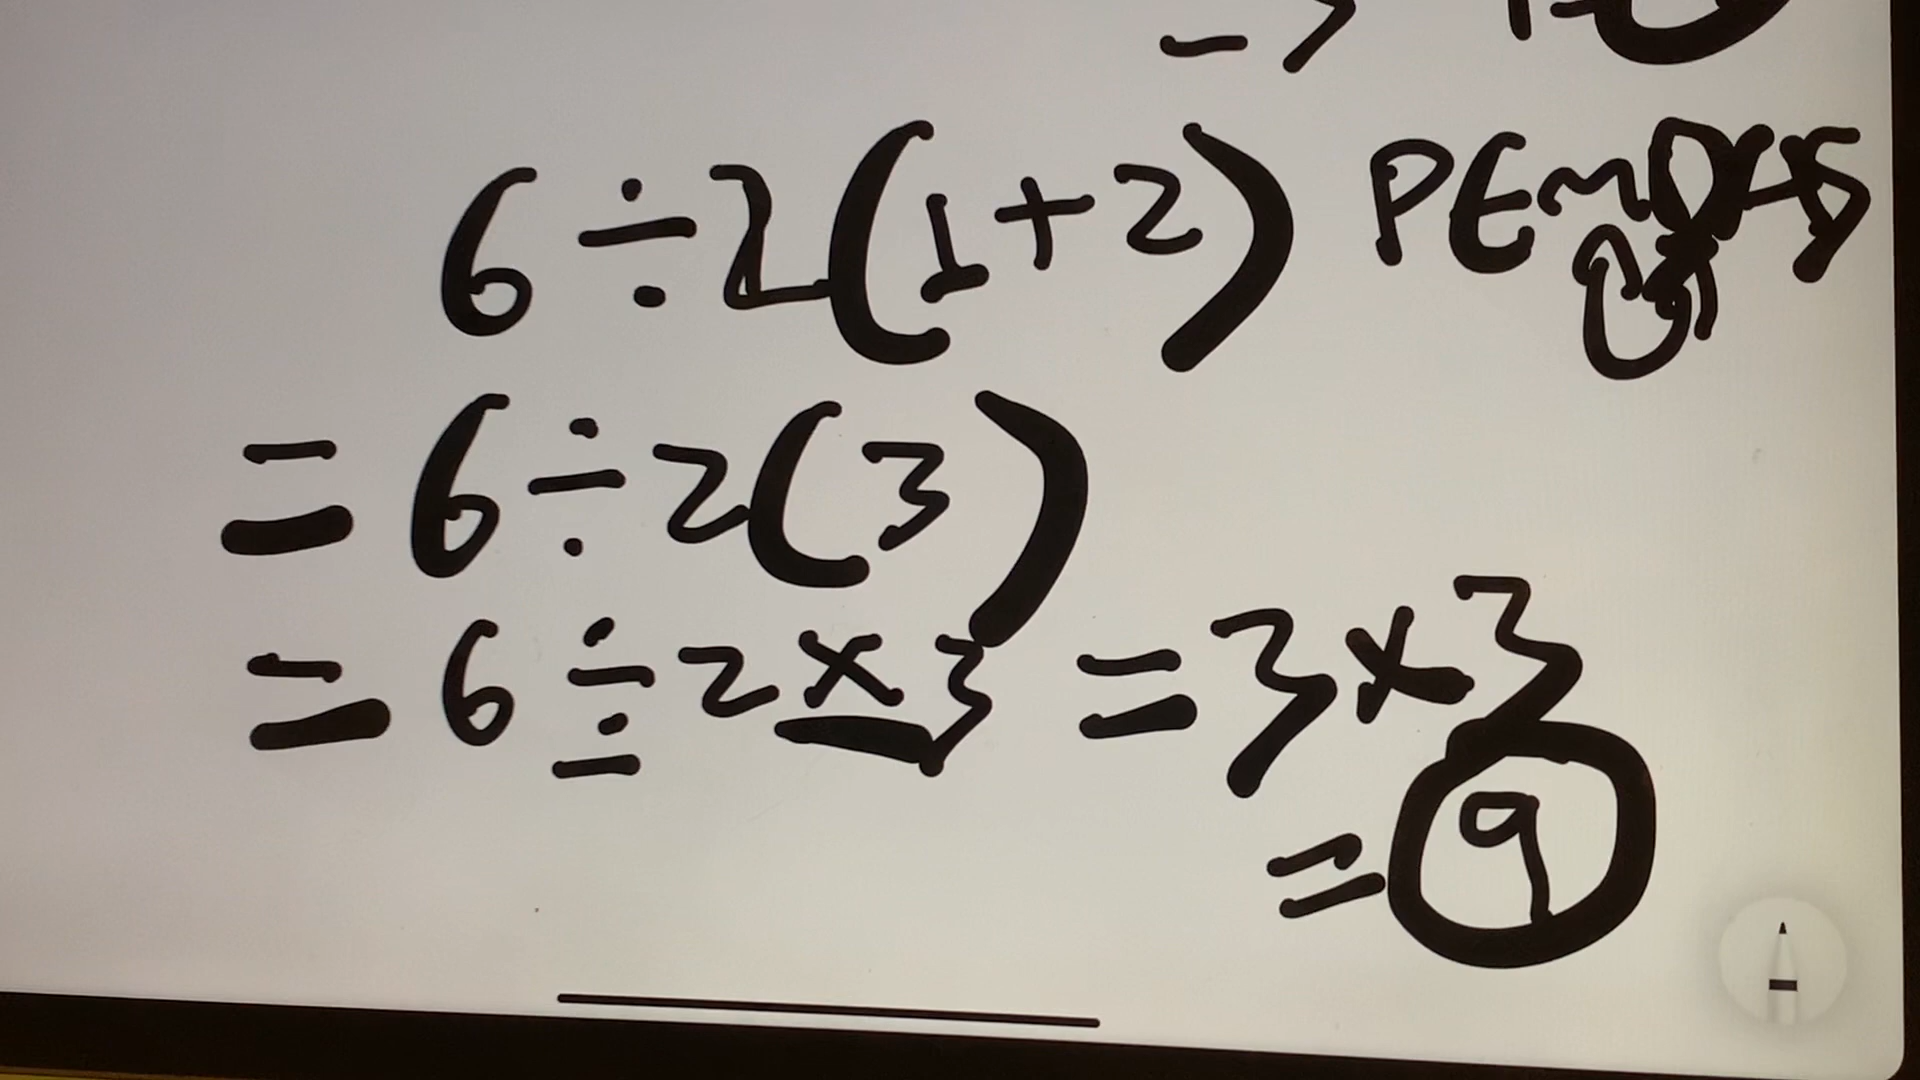 6÷2(1+2) PEMDAS
=6÷2(3)
=6÷2×3 =3×3
=9